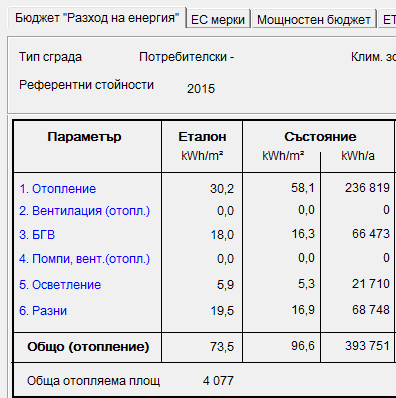 Бюджет "Разход на енергия" ЕС мерки Мощностен бюджет ЕТ
Тип сграда Потребителски - Клим. зо
Референтни стойности 2015
Параметър Еталон Състояние
kWh/m² kWh/m² kWh/a
1. Отопление 30,2 58,1 236 819
2. Вентилация (отопл.) 0,0 0,0 0
3. БГВ 18,0 16,3 66 473
4. Помпи, вент.(отопл.) 0,0 0,0 0
5. Осветление 5,9 5,3 21 710
6. Разни 19,5 16,9 68 748
Общо (отопление) 73,5 96,6 393 751
Обща отопляема площ 4 077